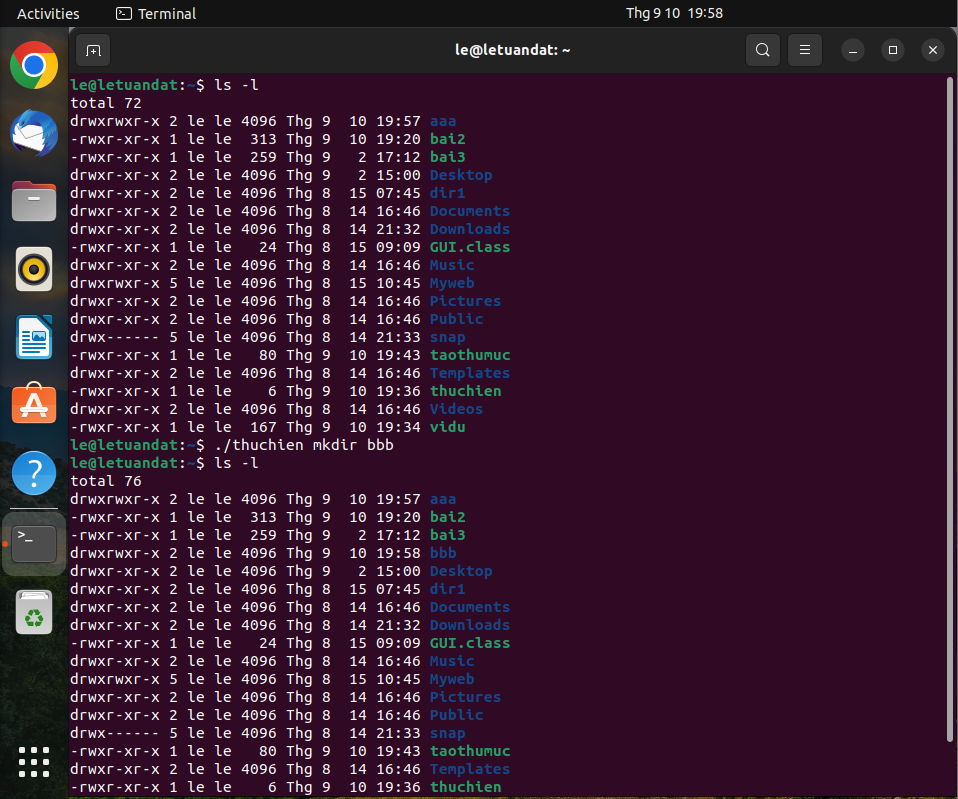 Activities Terminal Thg 9 10 19:58
le@letuandat: ~
le@letuandat:~$ ls -l
total 72
drwxrwxr-x 2 le le 4096 Thg 9  10 19:57 aaa
-rwxr-xr-x 1 le le  313 Thg 9  10 19:20 bai2
-rwxr-xr-x 1 le le  259 Thg 9   2 17:12 bai3
drwxr-xr-x 2 le le 4096 Thg 9   2 15:00 Desktop
drwxr-xr-x 2 le le 4096 Thg 8  15 07:45 dir1
drwxr-xr-x 2 le le 4096 Thg 8  14 16:46 Documents
drwxr-xr-x 2 le le 4096 Thg 8  14 21:32 Downloads
-rwxr-xr-x 1 le le   24 Thg 8  15 09:09 GUI.class
drwxr-xr-x 2 le le 4096 Thg 8  14 16:46 Music
drwxrwxr-x 5 le le 4096 Thg 8  15 10:45 Myweb
drwxr-xr-x 2 le le 4096 Thg 8  14 16:46 Pictures
drwxr-xr-x 2 le le 4096 Thg 8  14 16:46 Public
drwx------ 5 le le 4096 Thg 8  14 21:33 snap
-rwxr-xr-x 1 le le   80 Thg 9  10 19:43 taothumuc
drwxr-xr-x 2 le le 4096 Thg 8  14 16:46 Templates
-rwxr-xr-x 1 le le    6 Thg 9  10 19:36 thuchien
drwxr-xr-x 2 le le 4096 Thg 8  14 16:46 Videos
-rwxr-xr-x 1 le le  167 Thg 9  10 19:34 vidu
le@letuandat:~$ ./thuchien mkdir bbb
le@letuandat:~$ ls -l
total 76
drwxrwxr-x 2 le le 4096 Thg 9  10 19:57 aaa
-rwxr-xr-x 1 le le  313 Thg 9  10 19:20 bai2
-rwxr-xr-x 1 le le  259 Thg 9   2 17:12 bai3
drwxrwxr-x 2 le le 4096 Thg 9  10 19:58 bbb
drwxr-xr-x 2 le le 4096 Thg 9   2 15:00 Desktop
drwxr-xr-x 2 le le 4096 Thg 8  15 07:45 dir1
drwxr-xr-x 2 le le 4096 Thg 8  14 16:46 Documents
drwxr-xr-x 2 le le 4096 Thg 8  14 21:32 Downloads
-rwxr-xr-x 1 le le   24 Thg 8  15 09:09 GUI.class
drwxr-xr-x 2 le le 4096 Thg 8  14 16:46 Music
drwxrwxr-x 5 le le 4096 Thg 8  15 10:45 Myweb
drwxr-xr-x 2 le le 4096 Thg 8  14 16:46 Pictures
drwxr-xr-x 2 le le 4096 Thg 8  14 16:46 Public
drwx------ 5 le le 4096 Thg 8  14 21:33 snap
-rwxr-xr-x 1 le le   80 Thg 9  10 19:43 taothumuc
drwxr-xr-x 2 le le 4096 Thg 8  14 16:46 Templates
-rwxr-xr-x 1 le le    6 Thg 9  10 19:36 thuchien